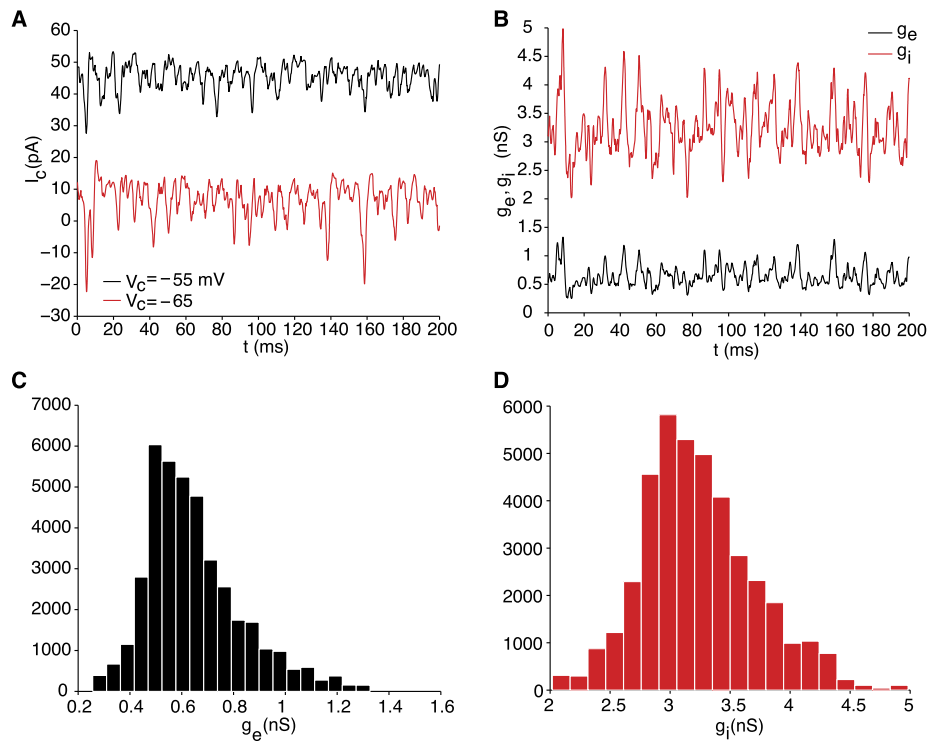 A
60
50
40
30
20
10
0
−10
−20
−30
I_c(pA)
V_C=−55 mV
V_C=−65
0 20 40 60 80 100 120 140 160 180 200
t (ms)
B
5
4.5
4
3.5
3
2.5
2
1.5
1
0.5
0
g_e, g_i (nS)
g_e
g_i
0 20 40 60 80 100 120 140 160 180 200
t (ms)
C
7000
6000
5000
4000
3000
2000
1000
0
0.2 0.4 0.6 0.8 1 1.2 1.4 1.6
g_e(nS)
D
6000
5000
4000
3000
2000
1000
0
2 2.5 3 3.5 4 4.5 5
g_i(nS)